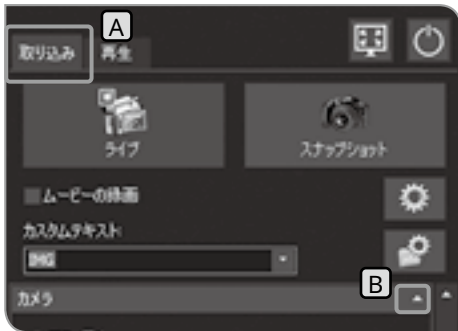 A
取り込み 再生
ライブ スナップショット
ムービーの録画
カスタムテキスト:
IMG
B
カメラ